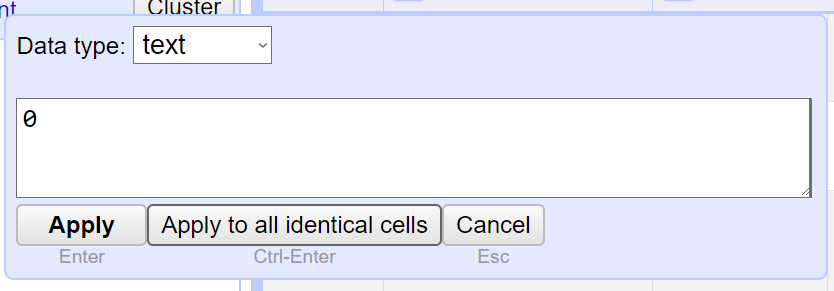 nt
Cluster
Data type: text
0
Apply Apply to all identical cells Cancel
Enter Ctrl-Enter Esc